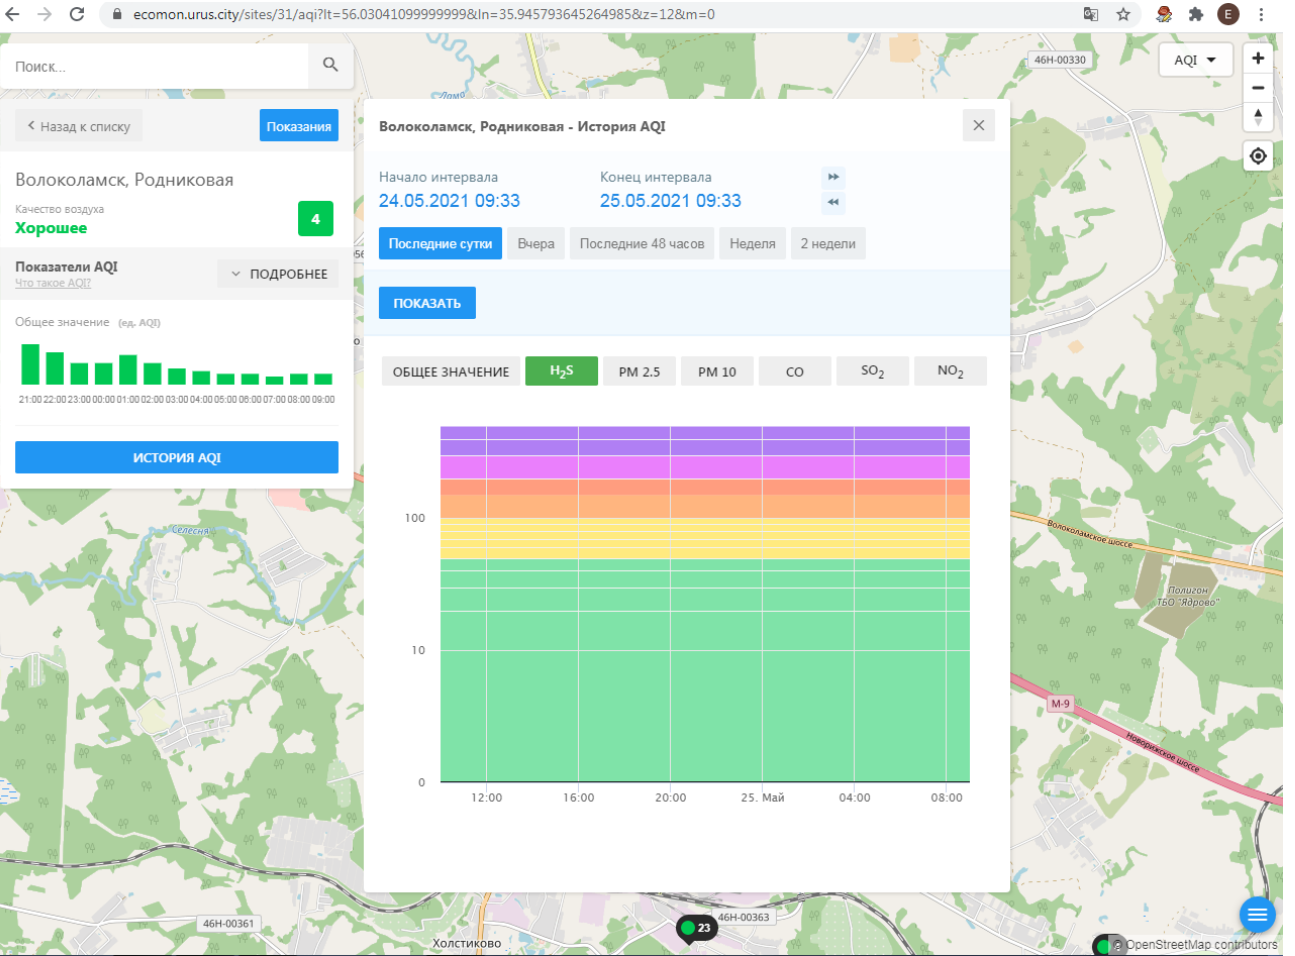 ecomon.urus.city/sites/31/aqi?lt=56.03041099999999&ln=35.945793645264985&z=12&m=0
E
Поиск...
46Н-00330
AQI
Назад к списку
Показания
Волоколамск, Родниковая - История AQI
Волоколамск, Родниковая
Качество воздуха
Хорошее
4
Начало интервала
Конец интервала
24.05.2021 09:33
25.05.2021 09:33
Последние сутки
Вчера
Последние 48 часов
Неделя
2 недели
Показатели AQI
Что такое AQI?
ПОДРОБНЕЕ
ПОКАЗАТЬ
Общее значение (ед. AQI)
21:00 22:00 23:00 00:00 01:00 02:00 03:00 04:00 05:00 06:00 07:00 08:00 09:00
ИСТОРИЯ AQI
ОБЩЕЕ ЗНАЧЕНИЕ
H2S
PM 2.5
PM 10
CO
SO2
NO2
100
10
0
12:00
16:00
20:00
25. Май
04:00
08:00
Лама
Селесня
Волоколамское шоссе
Полигон
ТБО "Ядрово"
М-9
Новорижское шоссе
46Н-00361
Холстиково
23
46Н-00363
© OpenStreetMap contributors